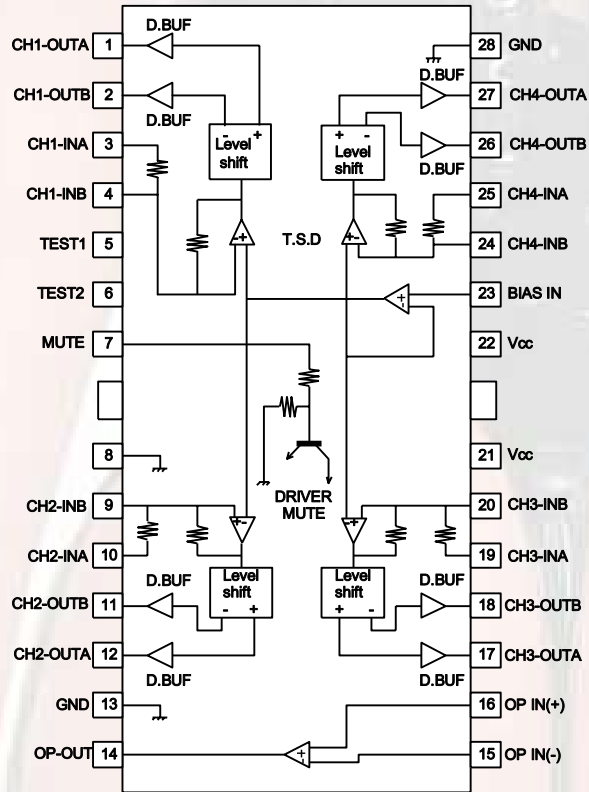 D.BUF
CH1-OUTA 1
28 GND
D.BUF
CH1-OUTB 2
27 CH4-OUTA
D.BUF
- +
+ -
CH1-INA 3
Level shift
Level shift
26 CH4-OUTB
D.BUF
CH1-INB 4
25 CH4-INA
TEST1 5
+-
T.S.D
+-
24 CH4-INB
TEST2 6
+
-
23 BIAS IN
MUTE 7
22 Vcc
8
21 Vcc
DRIVER
MUTE
CH2-INB 9
+-
+-
20 CH3-INB
CH2-INA 10
19 CH3-INA
D.BUF
Level shift
Level shift
D.BUF
CH2-OUTB 11
- +
+ -
18 CH3-OUTB
CH2-OUTA 12
17 CH3-OUTA
D.BUF
D.BUF
GND 13
16 OP IN(+)
OP-OUT 14
+
-
15 OP IN(-)